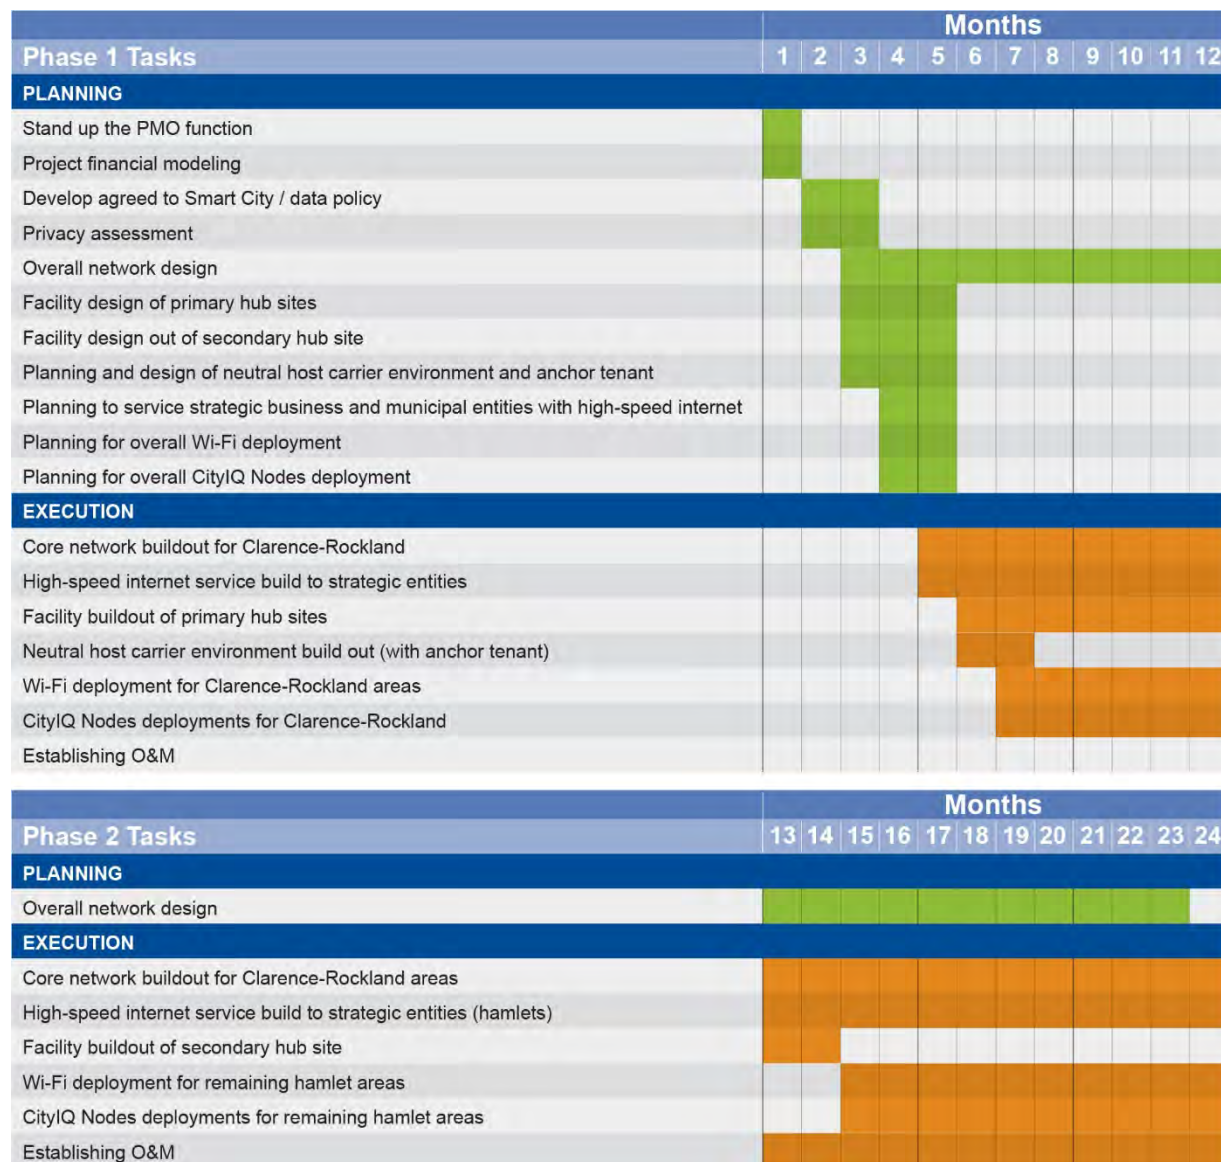 Months
Phase 1 Tasks 1 2 3 4 5 6 7 8 9 10 11 12
PLANNING
Stand up the PMO function
Project financial modeling
Develop agreed to Smart City / data policy
Privacy assessment
Overall network design
Facility design of primary hub sites
Facility design out of secondary hub site
Planning and design of neutral host carrier environment and anchor tenant
Planning to service strategic business and municipal entities with high-speed internet
Planning for overall Wi-Fi deployment
Planning for overall CityIQ Nodes deployment
EXECUTION
Core network buildout for Clarence-Rockland
High-speed internet service build to strategic entities
Facility buildout of primary hub sites
Neutral host carrier environment build out (with anchor tenant)
Wi-Fi deployment for Clarence-Rockland areas
CityIQ Nodes deployments for Clarence-Rockland
Establishing O&M
Months
Phase 2 Tasks 13 14 15 16 17 18 19 20 21 22 23 24
PLANNING
Overall network design
EXECUTION
Core network buildout for Clarence-Rockland areas
High-speed internet service build to strategic entities (hamlets)
Facility buildout of secondary hub site
Wi-Fi deployment for remaining hamlet areas
CityIQ Nodes deployments for remaining hamlet areas
Establishing O&M